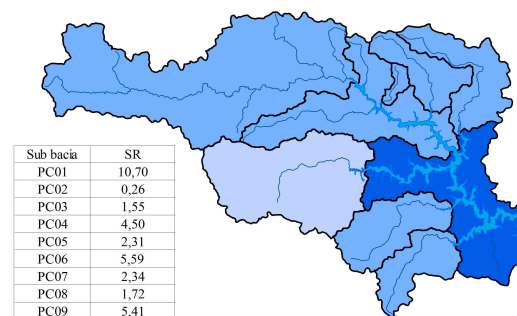 Sub bacia SR
PC01 10,70
PC02 0,26
PC03 1,55
PC04 4,50
PC05 2,31
PC06 5,59
PC07 2,34
PC08 1,72
PC09 5,41